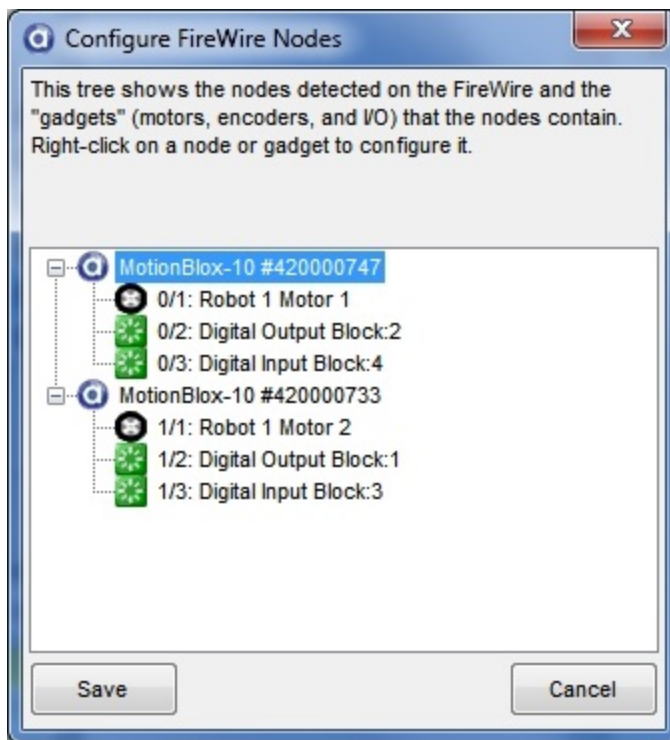 Configure FireWire Nodes
This tree shows the nodes detected on the FireWire and the
"gadgets" (motors, encoders, and I/O) that the nodes contain.
Right-click on a node or gadget to configure it.
MotionBlox-10 #420000747
0/1: Robot 1 Motor 1
0/2: Digital Output Block:2
0/3: Digital Input Block:4
MotionBlox-10 #420000733
1/1: Robot 1 Motor 2
1/2: Digital Output Block:1
1/3: Digital Input Block:3
Save Cancel